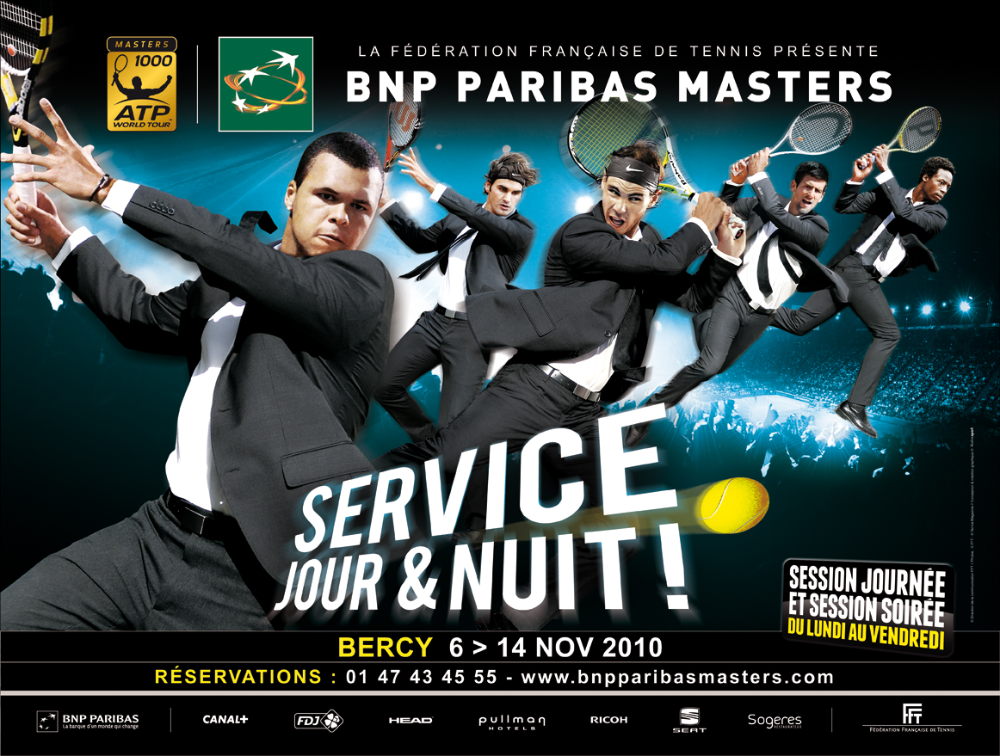 MASTERS
1000
ATP
WORLD TOUR
LA FÉDÉRATION FRANÇAISE DE TENNIS PRÉSENTE
BNP PARIBAS MASTERS
SERVICE
JOUR & NUIT !
SESSION JOURNÉE
ET SESSION SOIRÉE
DU LUNDI AU VENDREDI
BERCY 6 > 14 NOV 2010
RÉSERVATIONS : 01 47 43 45 55 - www.bnpparibasmasters.com
BNP PARIBAS
La banque d'un monde qui change
CANAL+
FDJ
HEAD
pullman
HOTELS
RICOH
SEAT
Sogeres
RESTAURATEUR
FFT
FÉDÉRATION FRANÇAISE DE TENNIS